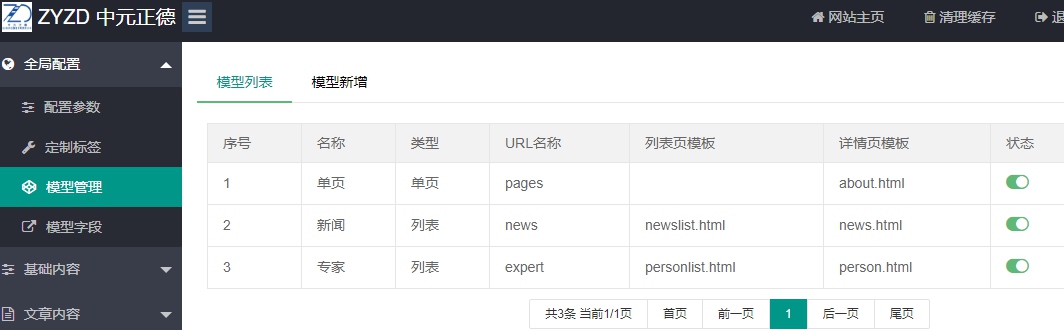 ZYZD 中元正德
网站主页 清理缓存
全局配置
配置参数
定制标签
模型管理
模型字段
基础内容
文章内容
模型列表 模型新增
序号 名称 类型 URL名称 列表页模板 详情页模板 状态
1 单页 单页 pages about.html
2 新闻 列表 news newslist.html news.html
3 专家 列表 expert personlist.html person.html
共3条 当前1/1页 首页 前一页 1 后一页 尾页